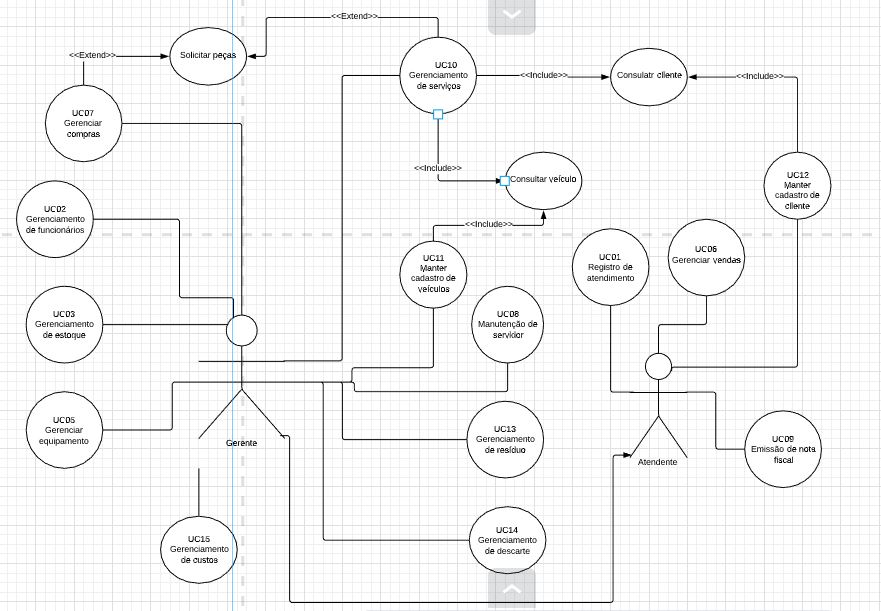 <<Extend>>
<<Extend>>
Solicitar peças
UC10
Gerenciamento
de serviços
<<Include>>
Consulatr cliente
<<Include>>
UC07
Gerenciar
compras
<<Include>>
Consultar veículo
UC12
Manter
cadastro de
cliente
UC02
Gerenciamento
de funcionários
<<Include>>
UC11
Manter
cadastro de
veículos
UC01
Registro de
atendimento
UC06
Gerenciar vendas
UC03
Gerenciamento
de estoque
UC08
Manutenção de
servidor
UC05
Gerenciar
equipamento
Gerente
UC13
Gerenciamento
de resíduo
Atendente
UC09
Emissão de nota
fiscal
UC15
Gerenciamento
de custos
UC14
Gerenciamento
de descarte